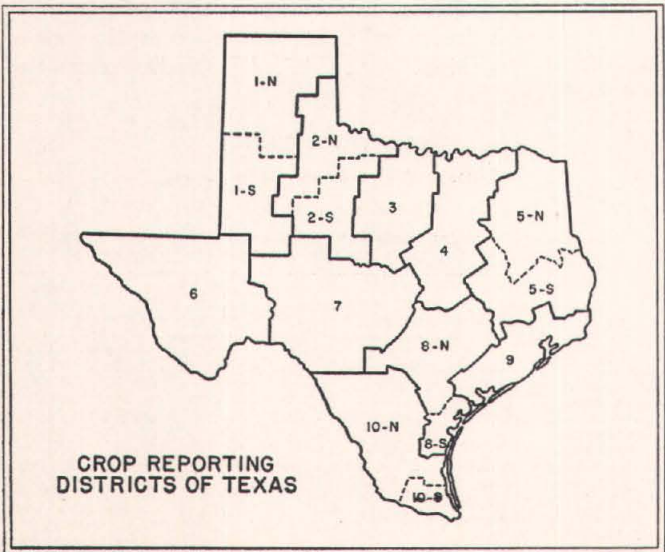 1-N
2-N
1-S
2-S
3
4
5-N
5-S
6
7
8-N
9
10-N
8-S
10-S
CROP REPORTING
DISTRICTS OF TEXAS